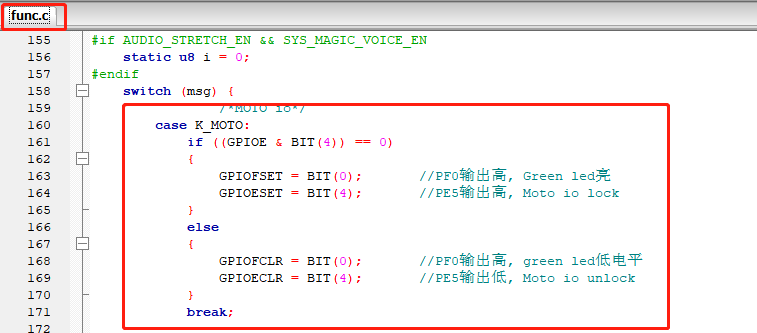 func.c
155 #if AUDIO_STRETCH_EN && SYS_MAGIC_VOICE_EN
156 static u8 i = 0;
157 #endif
158 switch (msg) {
159 /*MOTO io*/
160 case K_MOTO:
161 if ((GPIOE & BIT(4)) == 0)
162 {
163 GPIOFSET = BIT(0); //PF0输出高, Green led亮
164 GPIOESET = BIT(4); //PE5输出高, Moto io lock
165 }
166 else
167 {
168 GPIOFCLR = BIT(0); //PF0输出高, green led低电平
169 GPIOECLR = BIT(4); //PE5输出低, Moto io unlock
170 }
171 break;
172